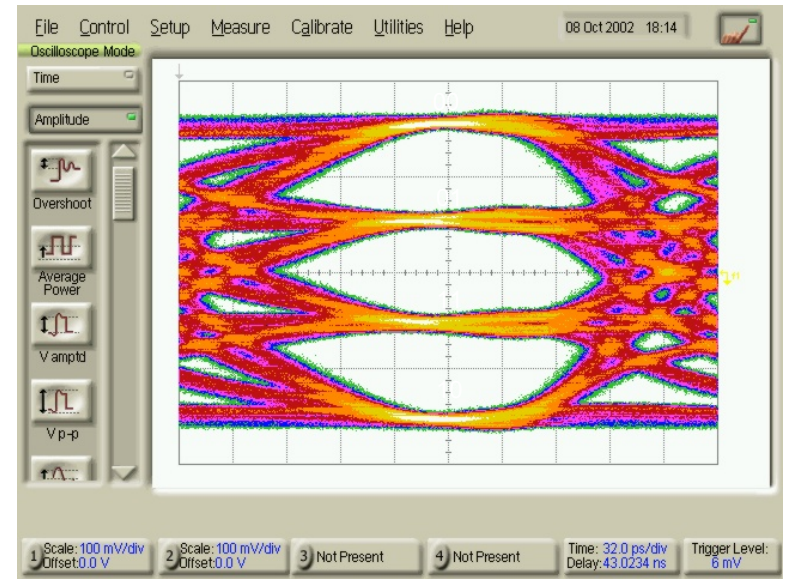 File Control Setup Measure Calibrate Utilities Help 08 Oct 2002 18:14
Oscilloscope Mode
Time
Amplitude
Overshoot
Average
Power
V amptd
V p-p
1 Scale: 100 mV/div
Offset:0.0 V
2 Scale: 100 mV/div
Offset:0.0 V
3 Not Present
4 Not Present
Time: 32.0 ps/div
Delay:43.0234 ns
Trigger Level:
6 mV